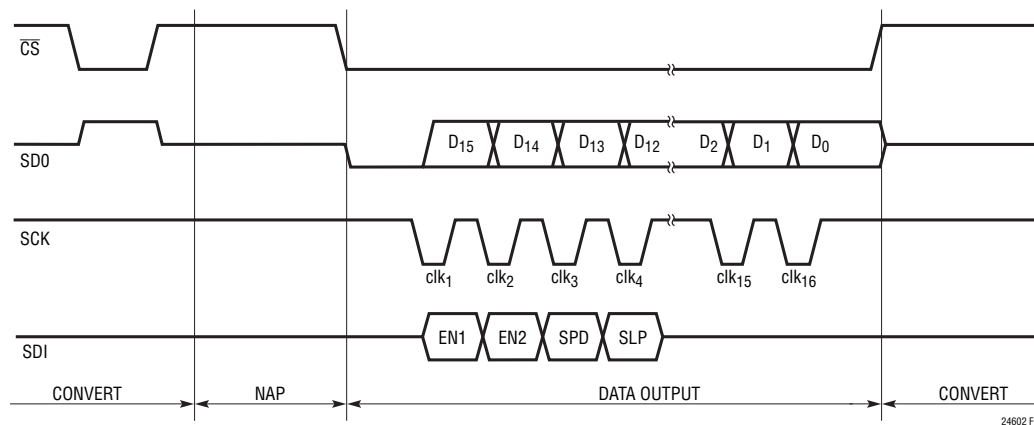 CS
SD0
D15 D14 D13 D12 D2 D1 D0
SCK
clk1 clk2 clk3 clk4 clk15 clk16
SDI
EN1 EN2 SPD SLP
CONVERT NAP DATA OUTPUT CONVERT
24602 F